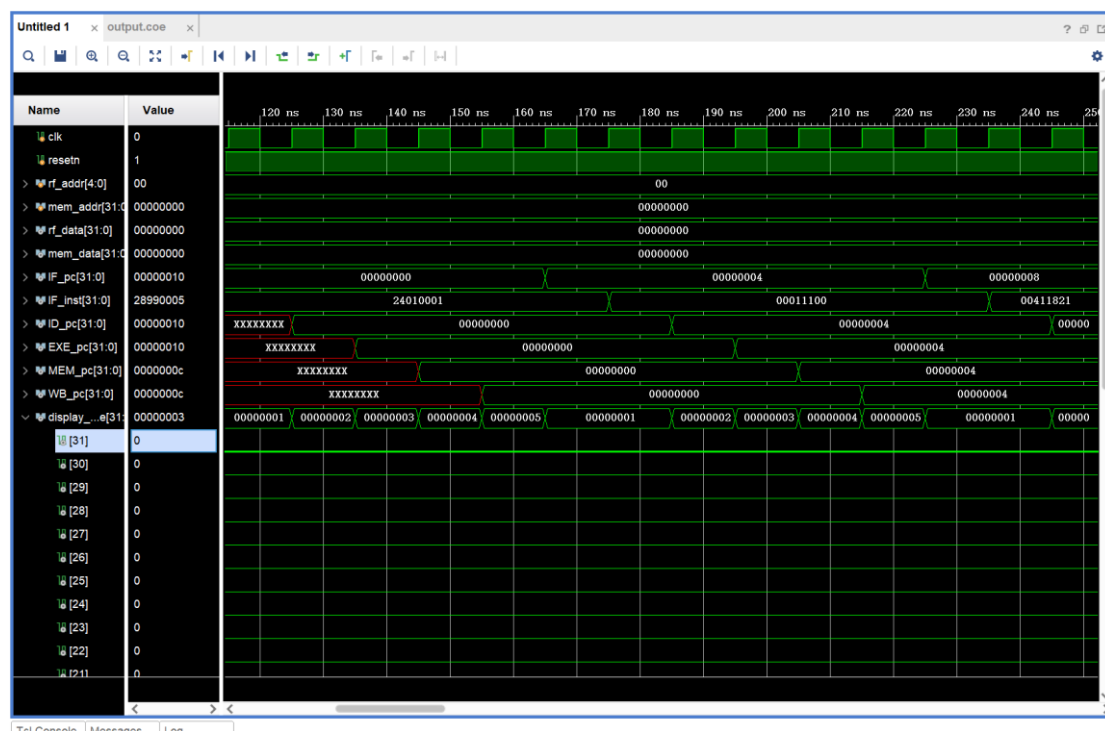 Untitled 1 × output.coe ×
?
Name Value
120 ns 130 ns 140 ns 150 ns 160 ns 170 ns 180 ns 190 ns 200 ns 210 ns 220 ns 230 ns 240 ns 250
clk 0
resetn 1
rf_addr[4:0] 00 00
mem_addr[31:0 00000000 00000000
rf_data[31:0] 00000000 00000000
mem_data[31:0 00000000 00000000
IF_pc[31:0] 00000010 00000000 00000004 00000008
IF_inst[31:0] 28990005 24010001 00011100 00411821
ID_pc[31:0] 00000010 XXXXXXXX 00000000 00000004 00000
EXE_pc[31:0] 00000010 XXXXXXXX 00000000 00000004
MEM_pc[31:0] 0000000c XXXXXXXX 00000000 00000004
WB_pc[31:0] 0000000c XXXXXXXX 00000000 00000004
display_...e[31: 00000003 00000001 00000002 00000003 00000004 00000005 00000001 00000002 00000003 00000004 00000005 00000001 00000
[31] 0
[30] 0
[29] 0
[28] 0
[27] 0
[26] 0
[25] 0
[24] 0
[23] 0
[22] 0
[21] 0
Tcl Console Messages Log